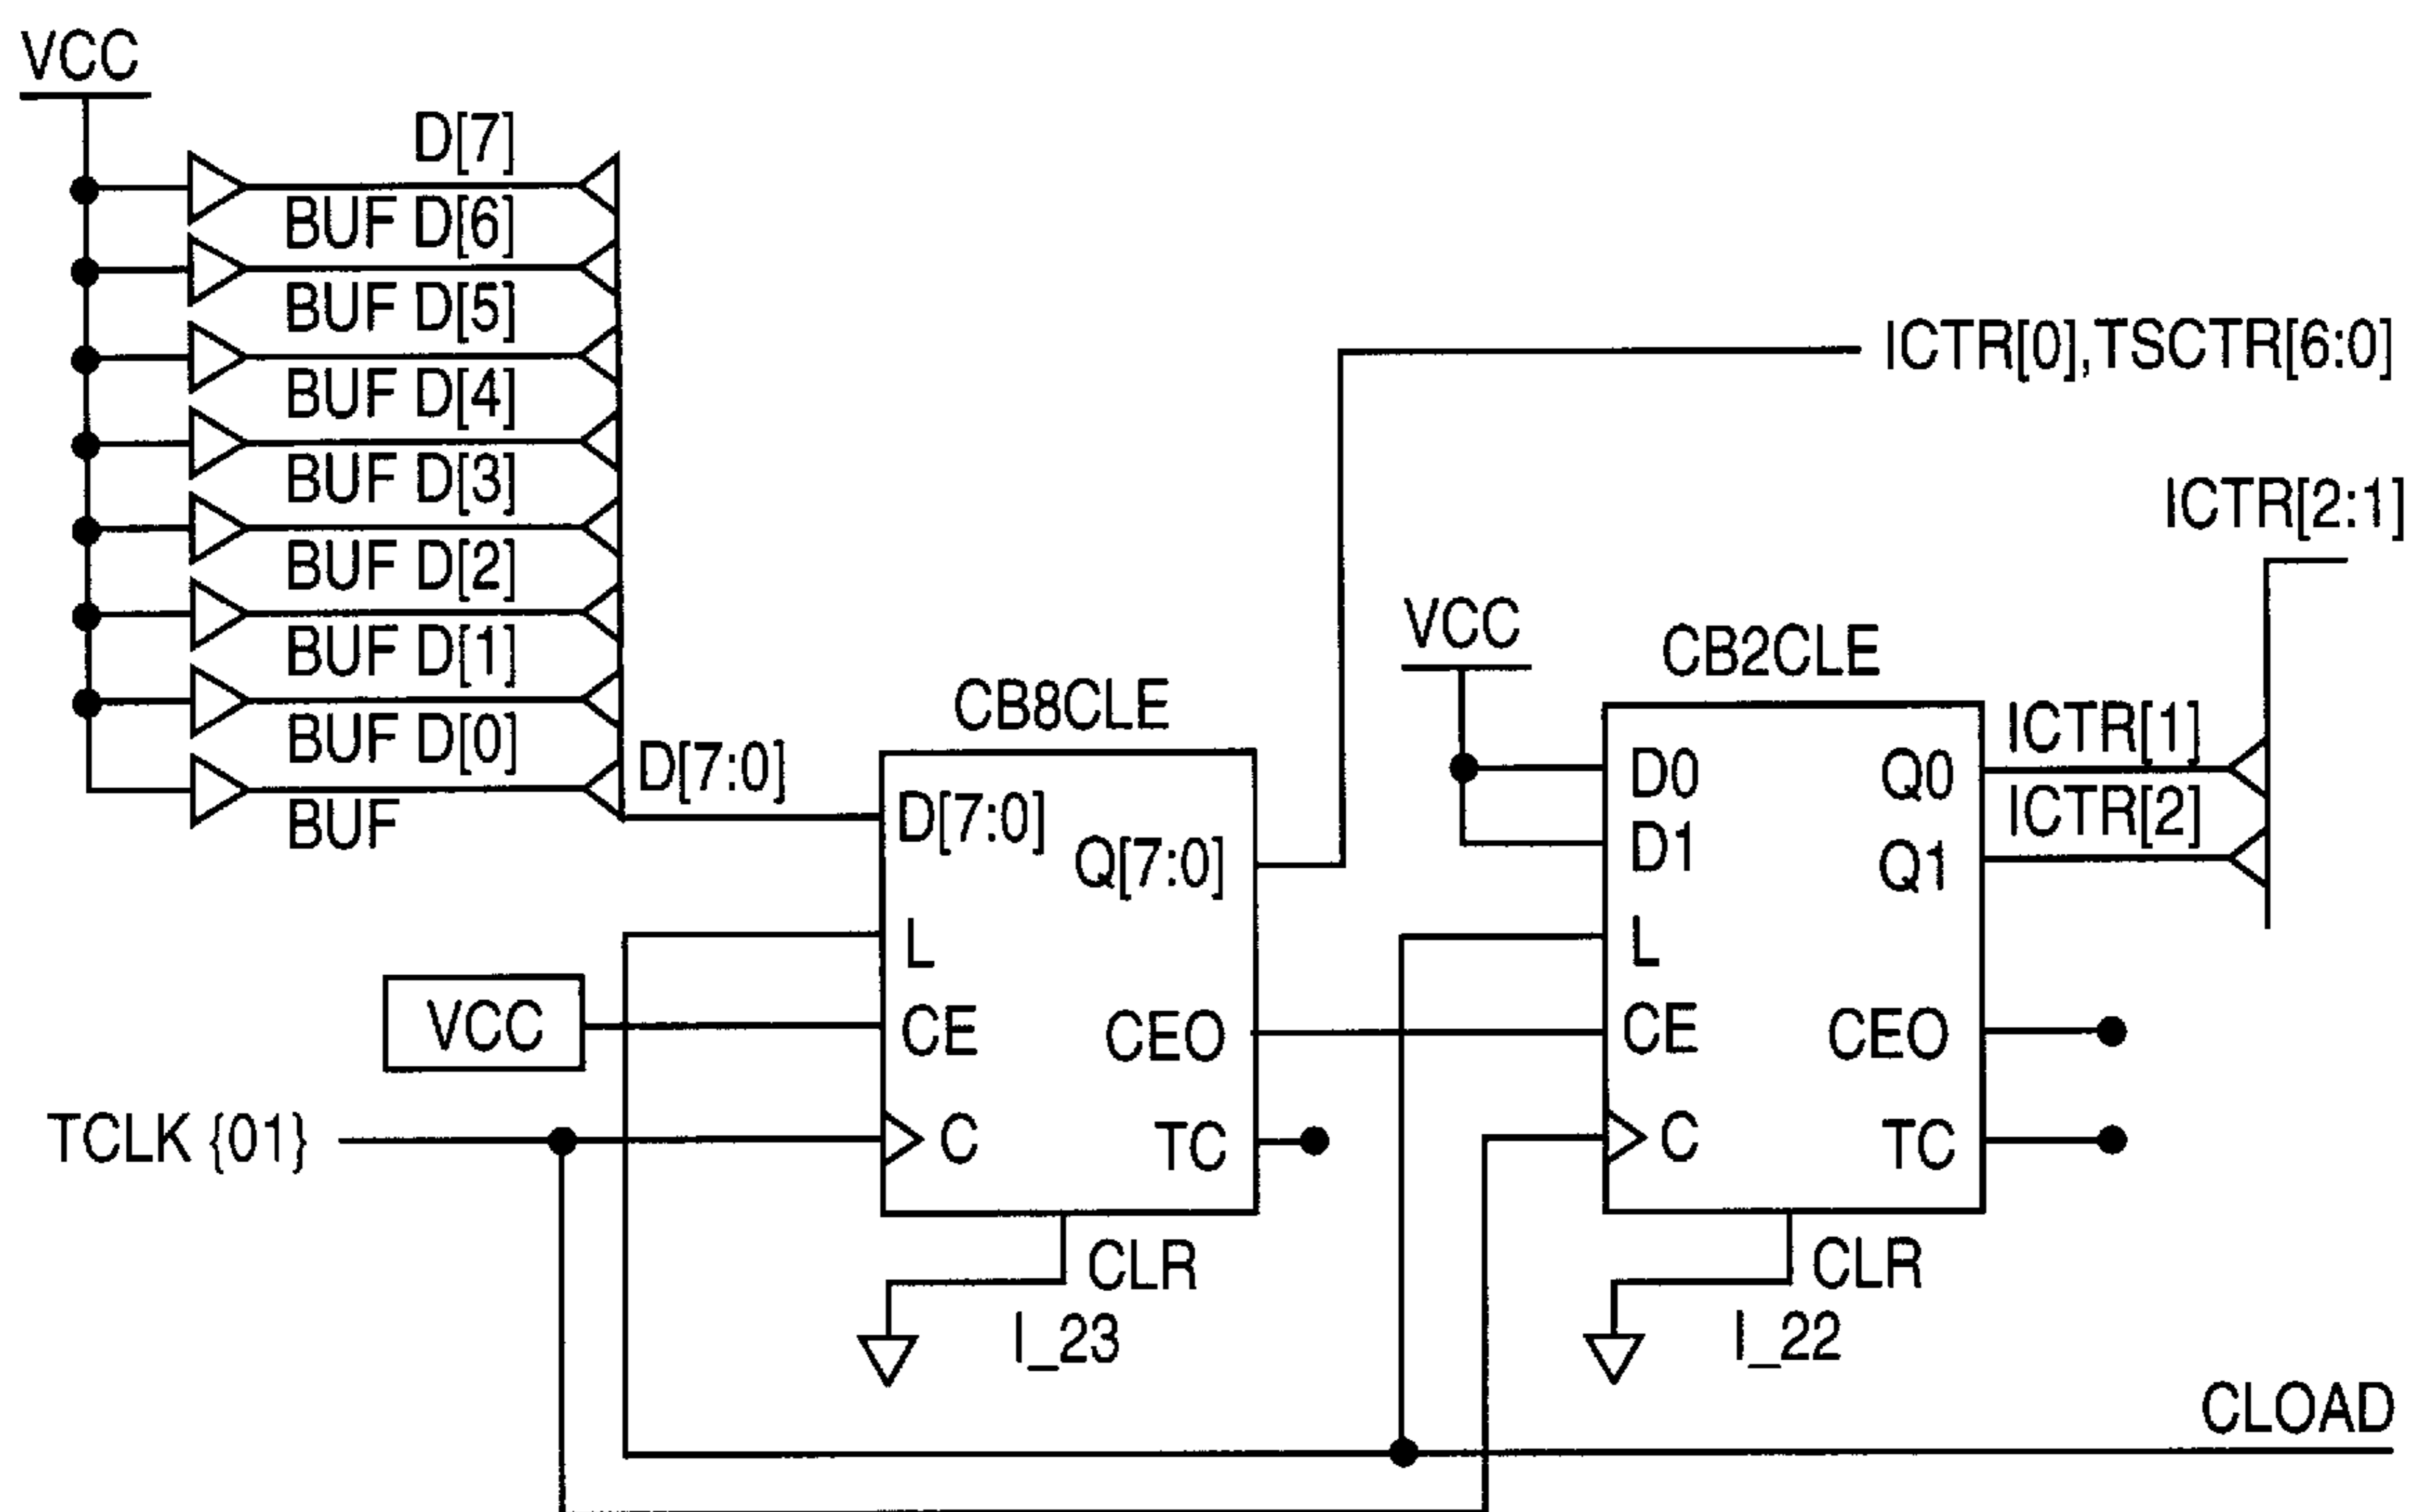 VCC
D[7]
BUF D[6]
BUF D[5]
BUF D[4]
BUF D[3]
BUF D[2]
BUF D[1]
BUF D[0]
BUF
D[7:0]
CB8CLE
D[7:0]
Q[7:0]
L
VCC
CE
CEO
TCLK {01}
C
TC
CLR
I_23
ICTR[0],TSCTR[6:0]
ICTR[2:1]
VCC
CB2CLE
D0
Q0
ICTR[1]
D1
Q1
ICTR[2]
L
CE
CEO
C
TC
CLR
I_22
CLOAD